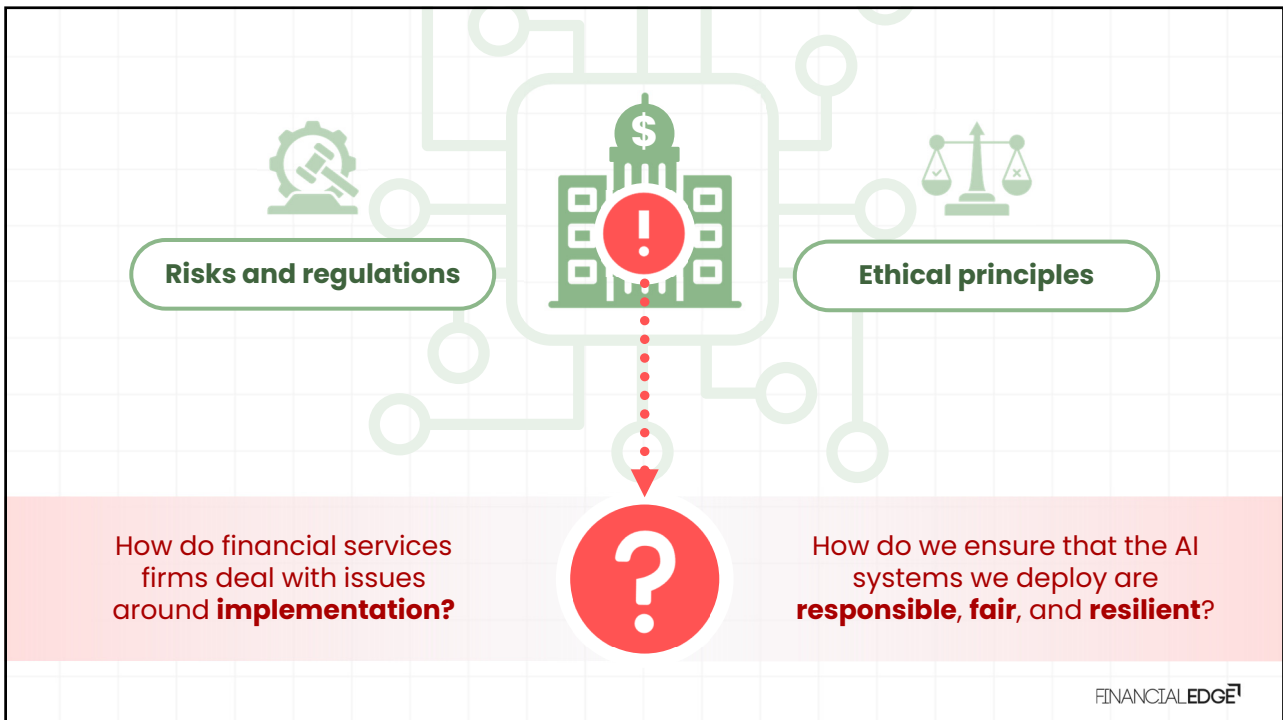 $
!
Risks and regulations
Ethical principles
?
How do financial services
firms deal with issues
around implementation?
How do we ensure that the AI
systems we deploy are
responsible, fair, and resilient?
FINANCIALEDGE